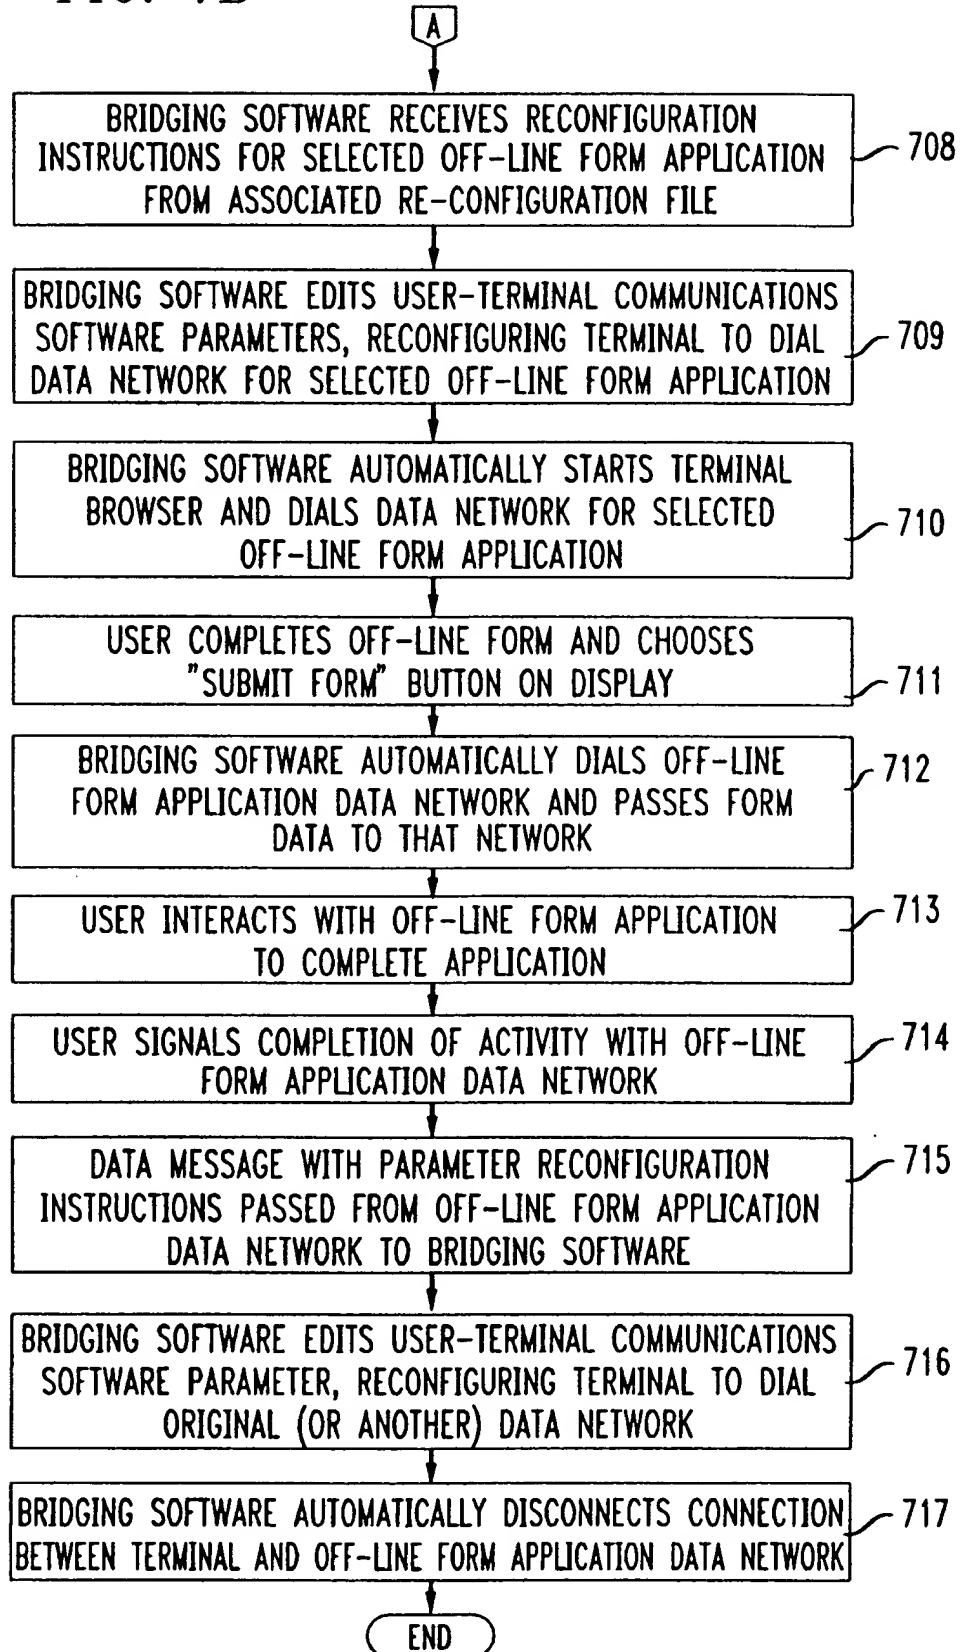 FIG. 7B
A
BRIDGING SOFTWARE RECEIVES RECONFIGURATION
INSTRUCTIONS FOR SELECTED OFF-LINE FORM APPLICATION
FROM ASSOCIATED RE-CONFIGURATION FILE
708
BRIDGING SOFTWARE EDITS USER-TERMINAL COMMUNICATIONS
SOFTWARE PARAMETERS, RECONFIGURING TERMINAL TO DIAL
DATA NETWORK FOR SELECTED OFF-LINE FORM APPLICATION
709
BRIDGING SOFTWARE AUTOMATICALLY STARTS TERMINAL
BROWSER AND DIALS DATA NETWORK FOR SELECTED
OFF-LINE FORM APPLICATION
710
USER COMPLETES OFF-LINE FORM AND CHOOSES
"SUBMIT FORM" BUTTON ON DISPLAY
711
BRIDGING SOFTWARE AUTOMATICALLY DIALS OFF-LINE
FORM APPLICATION DATA NETWORK AND PASSES FORM
DATA TO THAT NETWORK
712
USER INTERACTS WITH OFF-LINE FORM APPLICATION
TO COMPLETE APPLICATION
713
USER SIGNALS COMPLETION OF ACTIVITY WITH OFF-LINE
FORM APPLICATION DATA NETWORK
714
DATA MESSAGE WITH PARAMETER RECONFIGURATION
INSTRUCTIONS PASSED FROM OFF-LINE FORM APPLICATION
DATA NETWORK TO BRIDGING SOFTWARE
715
BRIDGING SOFTWARE EDITS USER-TERMINAL COMMUNICATIONS
SOFTWARE PARAMETER, RECONFIGURING TERMINAL TO DIAL
ORIGINAL (OR ANOTHER) DATA NETWORK
716
BRIDGING SOFTWARE AUTOMATICALLY DISCONNECTS CONNECTION
BETWEEN TERMINAL AND OFF-LINE FORM APPLICATION DATA NETWORK
717
END